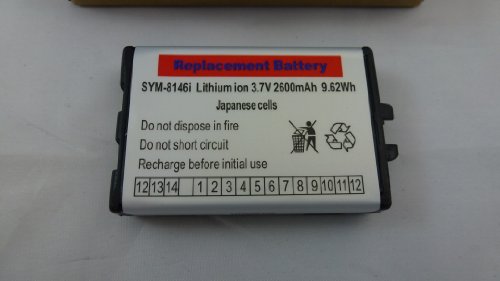 Replacement Battery
SYM-8146i Lithium ion 3.7V 2600mAh 9.62Wh
Japanese cells
Do not dispose in fire
Do not short circuit
Recharge before initial use
12 13 14 1 2 3 4 5 6 7 8 9 10 11 12